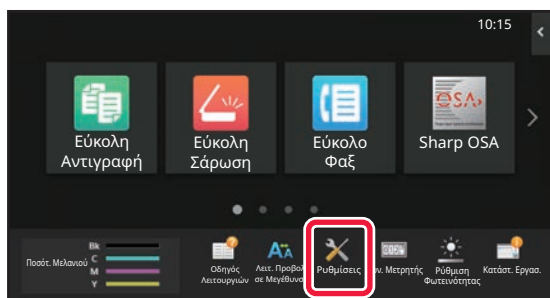 10:15
Εύκολη
Αντιγραφή
Εύκολη
Σάρωση
Εύκολο
Φαξ
OSA
Sharp OSA
Ποσότ. Μελανιού
Bk
C
M
Y
Οδηγός
Λειτουργιών
Λειτ. Προβολ
σε Μεγέθυνσ
Ρυθμίσεις
ν. Μετρητής
Ρύθμιση
Φωτεινότητας
Κατάστ. Εργασ.